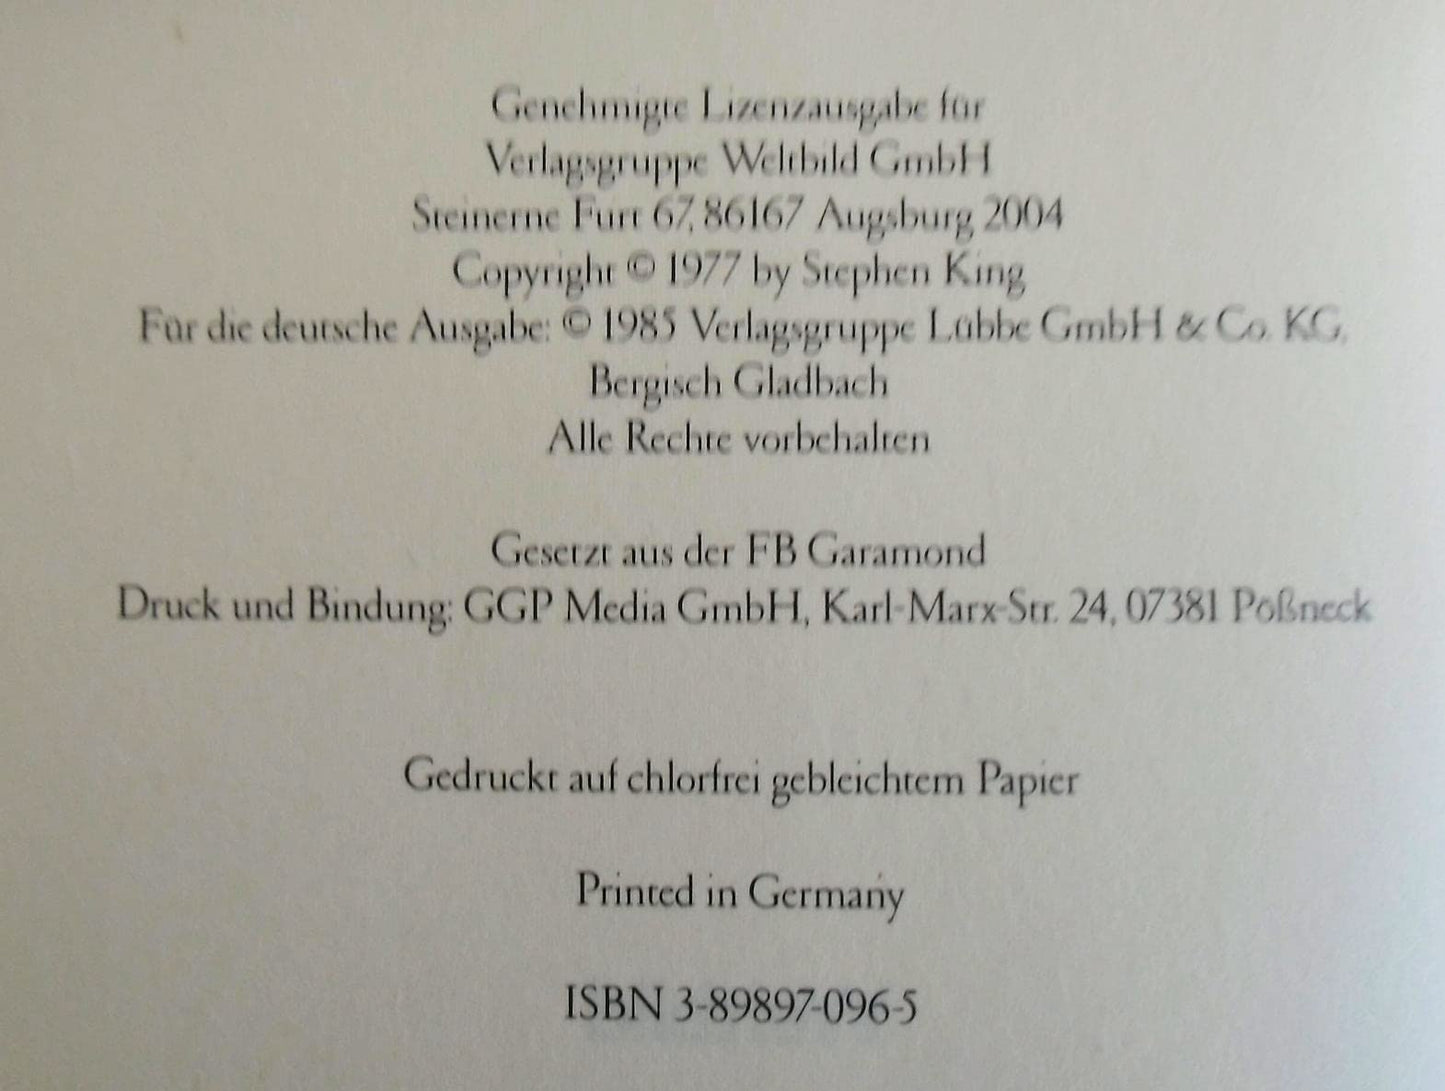 Genehmigte Lizenzausgabe für
Verlagsgruppe Weltbild GmbH
Steinerne Furt 67, 86167 Augsburg 2004
Copyright © 1977 by Stephen King
Für die deutsche Ausgabe: © 1985 Verlagsgruppe Lübbe GmbH & Co. KG,
Bergisch Gladbach
Alle Rechte vorbehalten
Gesetzt aus der FB Garamond
Druck und Bindung: GGP Media GmbH, Karl-Marx-Str. 24, 07381 Pößneck
Gedruckt auf chlorfrei gebleichtem Papier
Printed in Germany
ISBN 3-89897-096-5